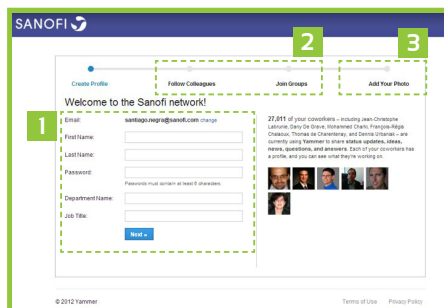 SANOFI
2
3
Create Profile
Follow Colleagues
Join Groups
Add Your Photo
Welcome to the Sanofi network!
1
Email: santiago.negra@sanofi.com change
First Name:
Last Name:
Password:
Passwords must contain at least 6 characters
Department Name:
Job Title:
Next »
27,011 of your coworkers – including Jean-Christophe
Labrune, Dany De Grave, Mohammed Charki, François-Régis
Chalaoux, Thomas de Charentenay, and Dennis Urbaniak – are
currently using Yammer to share status updates, ideas,
news, questions, and answers. Each of your coworkers has
a profile, and you can see what they're working on.
© 2012 Yammer
Terms of Use Privacy Policy